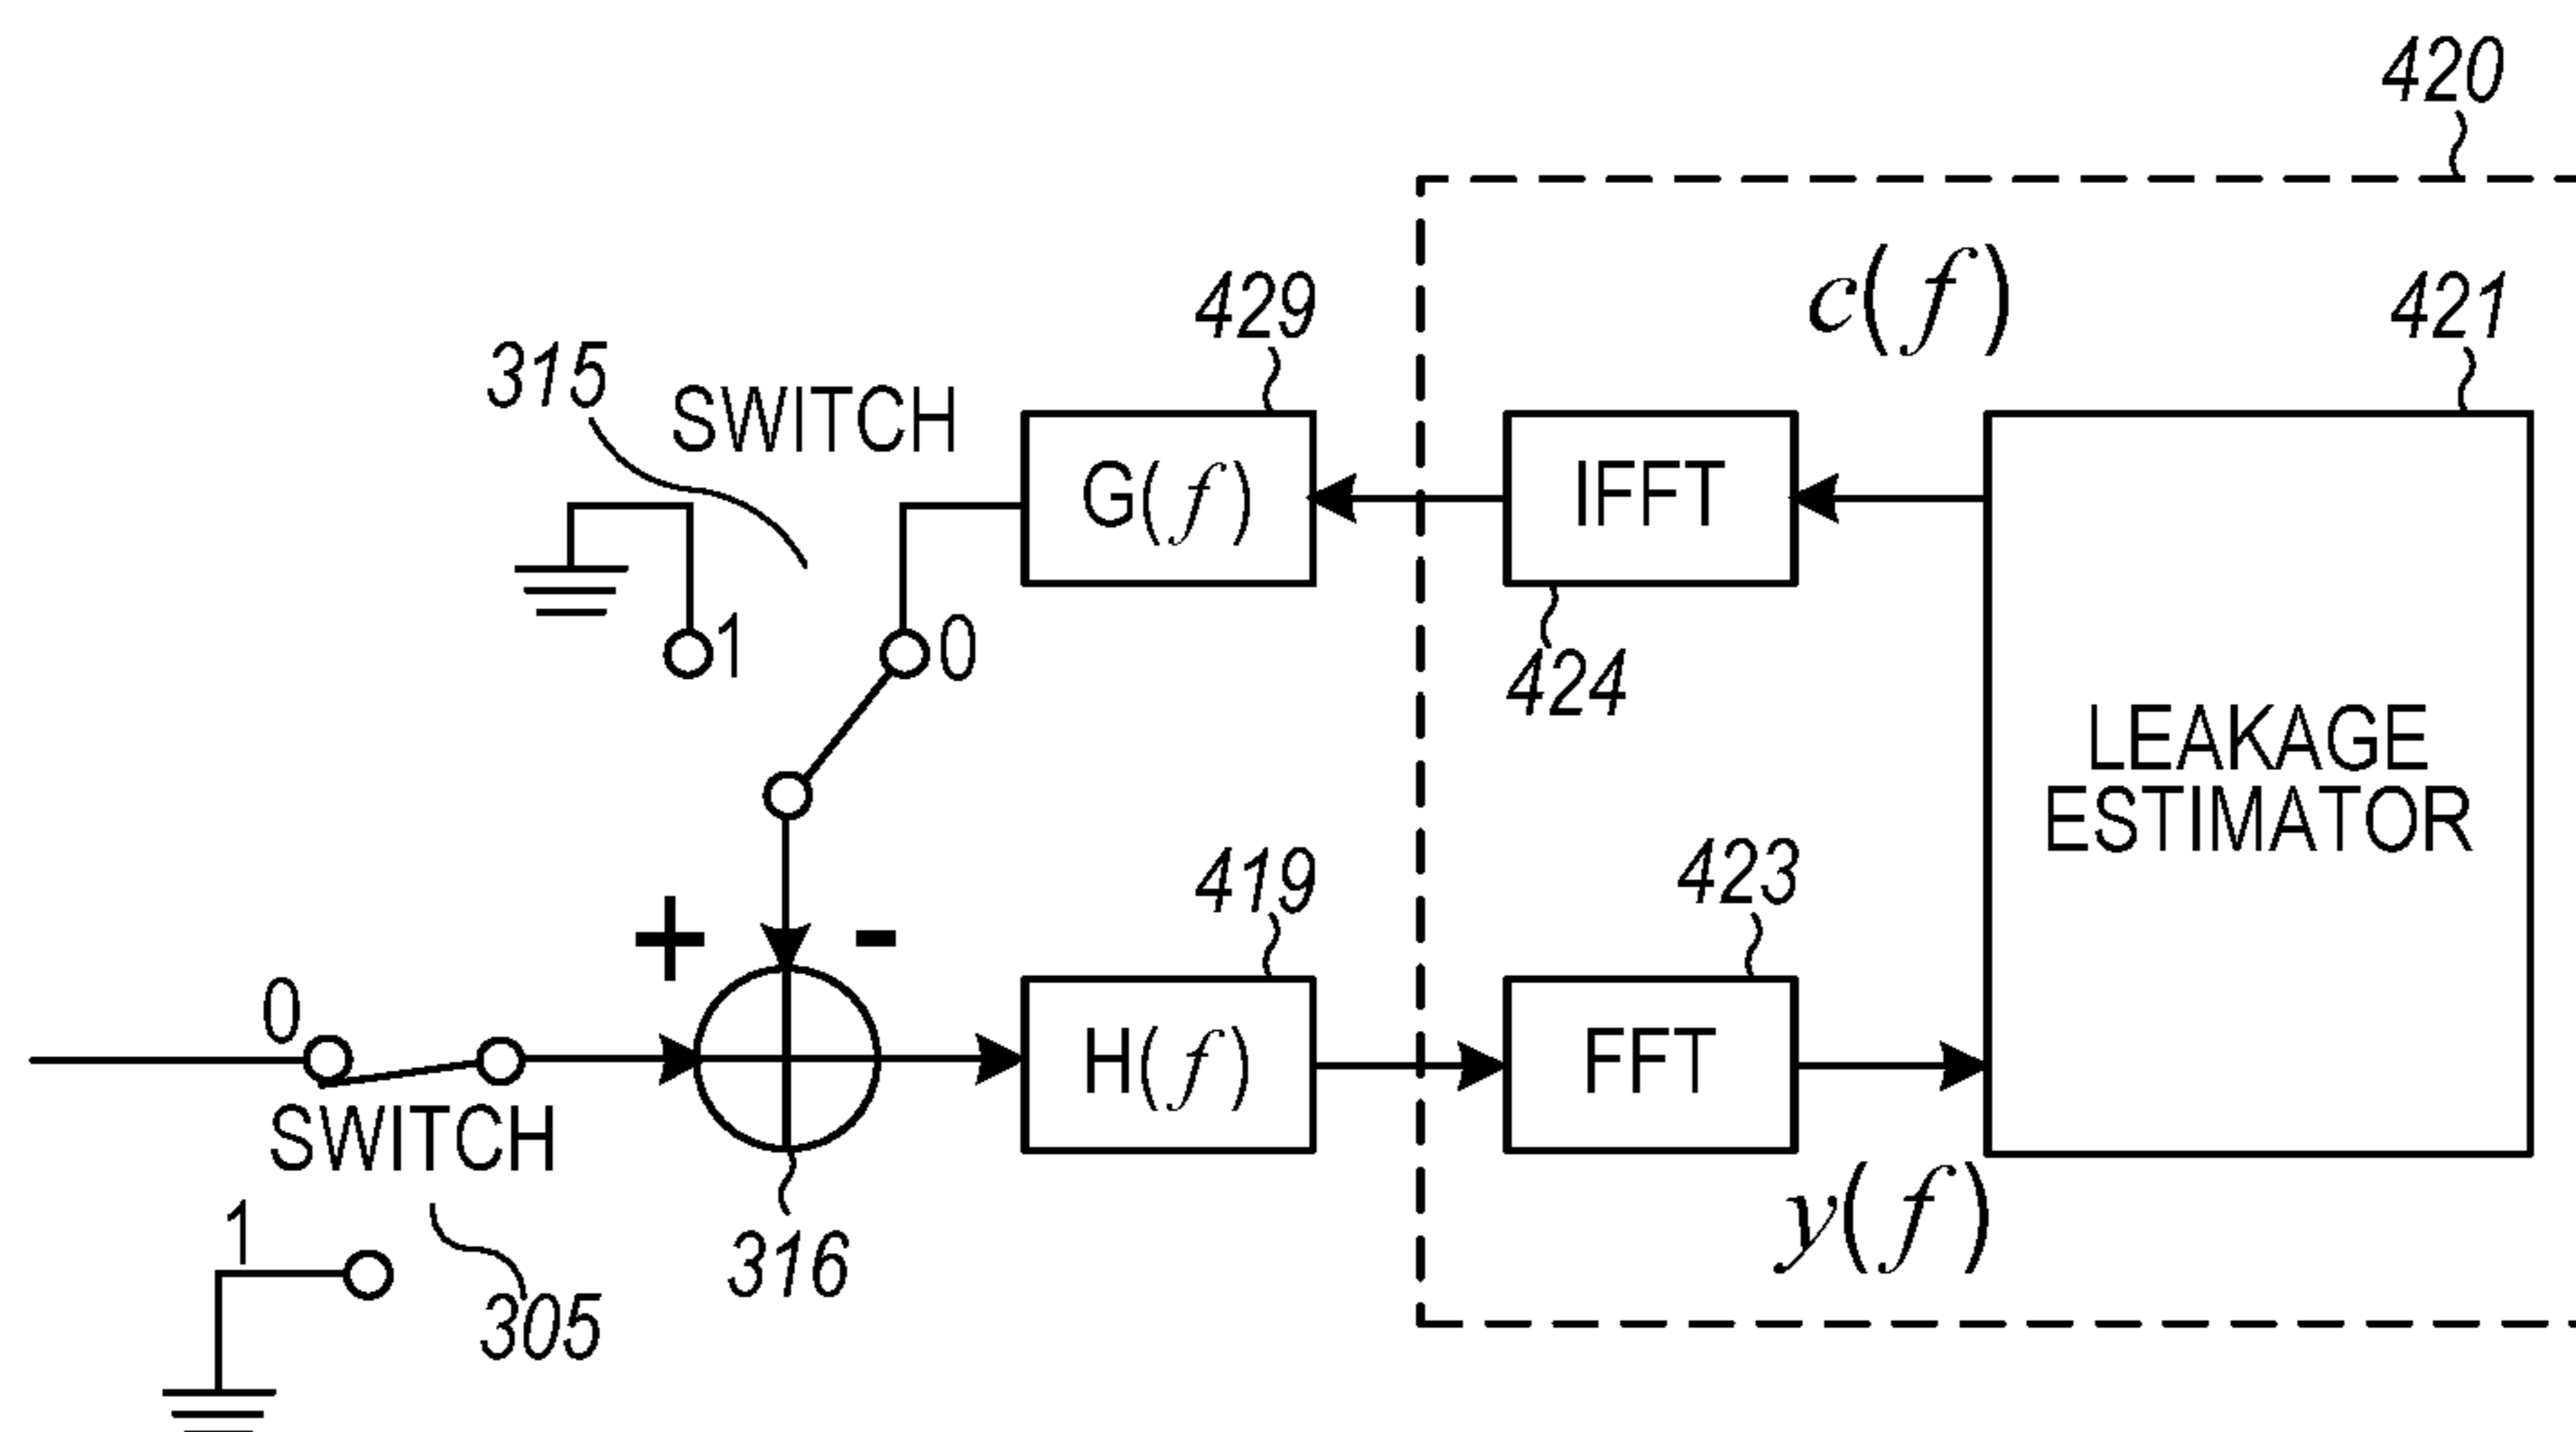 420
c(f)
429
421
315
SWITCH
G(f)
IFFT
1
0
424
LEAKAGE
ESTIMATOR
419
423
+
-
0
H(f)
FFT
SWITCH
y(f)
1
316
305